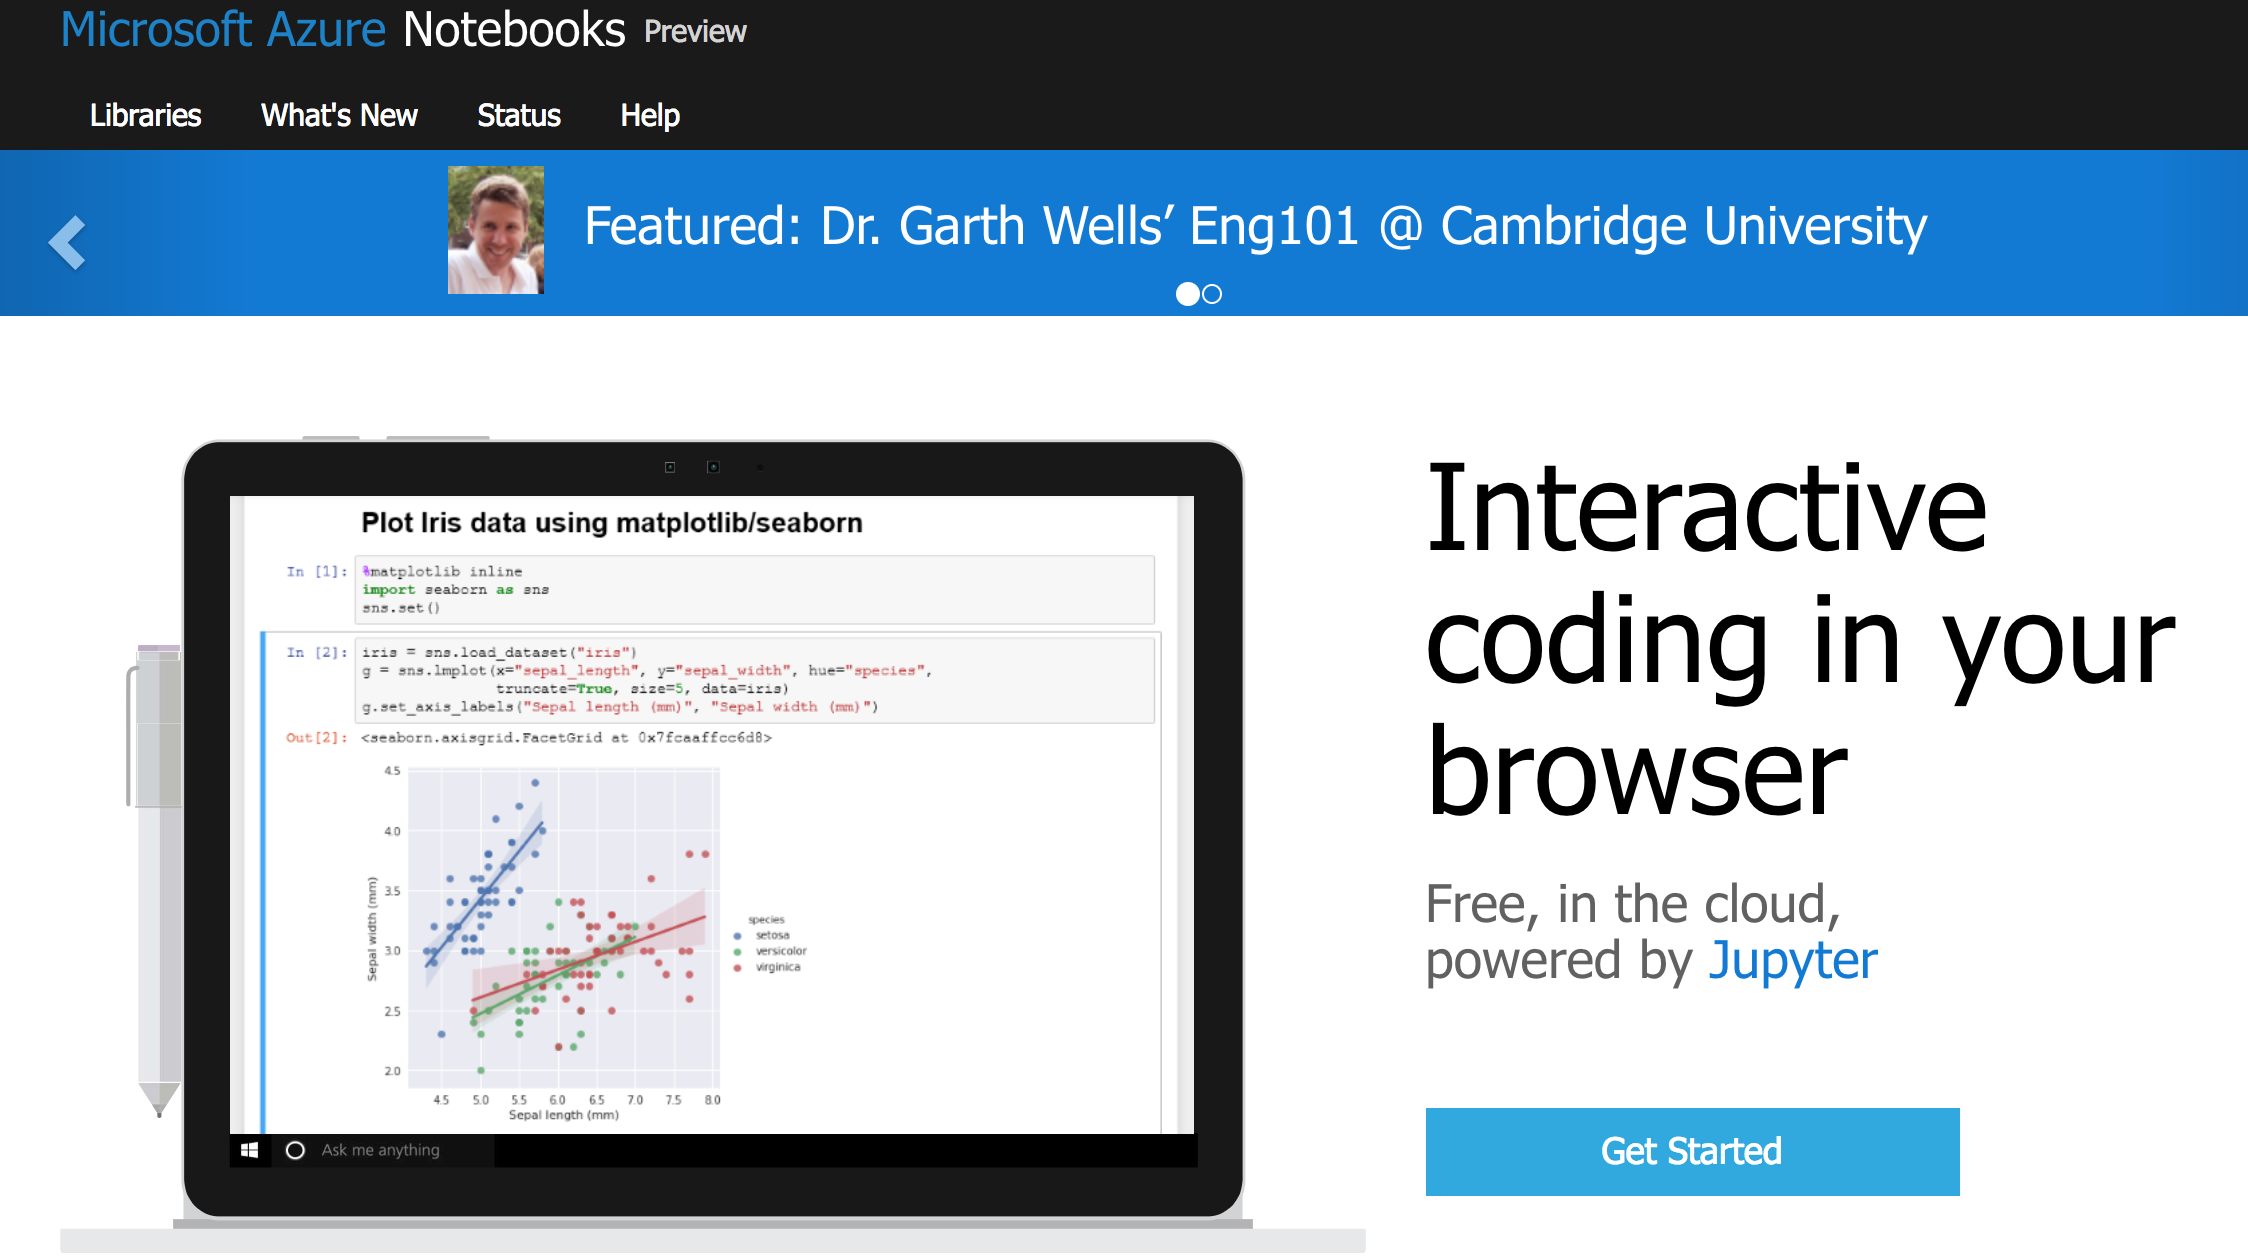 Microsoft Azure Notebooks Preview
Libraries What's New Status Help
Featured: Dr. Garth Wells’ Eng101 @ Cambridge University
Plot Iris data using matplotlib/seaborn
In [1]: %matplotlib inline
import seaborn as sns
sns.set()
In [2]: iris = sns.load_dataset("iris")
g = sns.lmplot(x="sepal_length", y="sepal_width", hue="species",
truncate=True, size=5, data=iris)
g.set_axis_labels("Sepal length (mm)", "Sepal width (mm)")
Out[2]: <seaborn.axisgrid.FacetGrid at 0x7fcaaffcc6d8>
4.5
4.0
3.5
3.0
2.5
2.0
Sepal width (mm)
4.5 5.0 5.5 6.0 6.5 7.0 7.5 8.0
Sepal length (mm)
species
setosa
versicolor
virginica
Ask me anything
Interactive
coding in your
browser
Free, in the cloud,
powered by Jupyter
Get Started